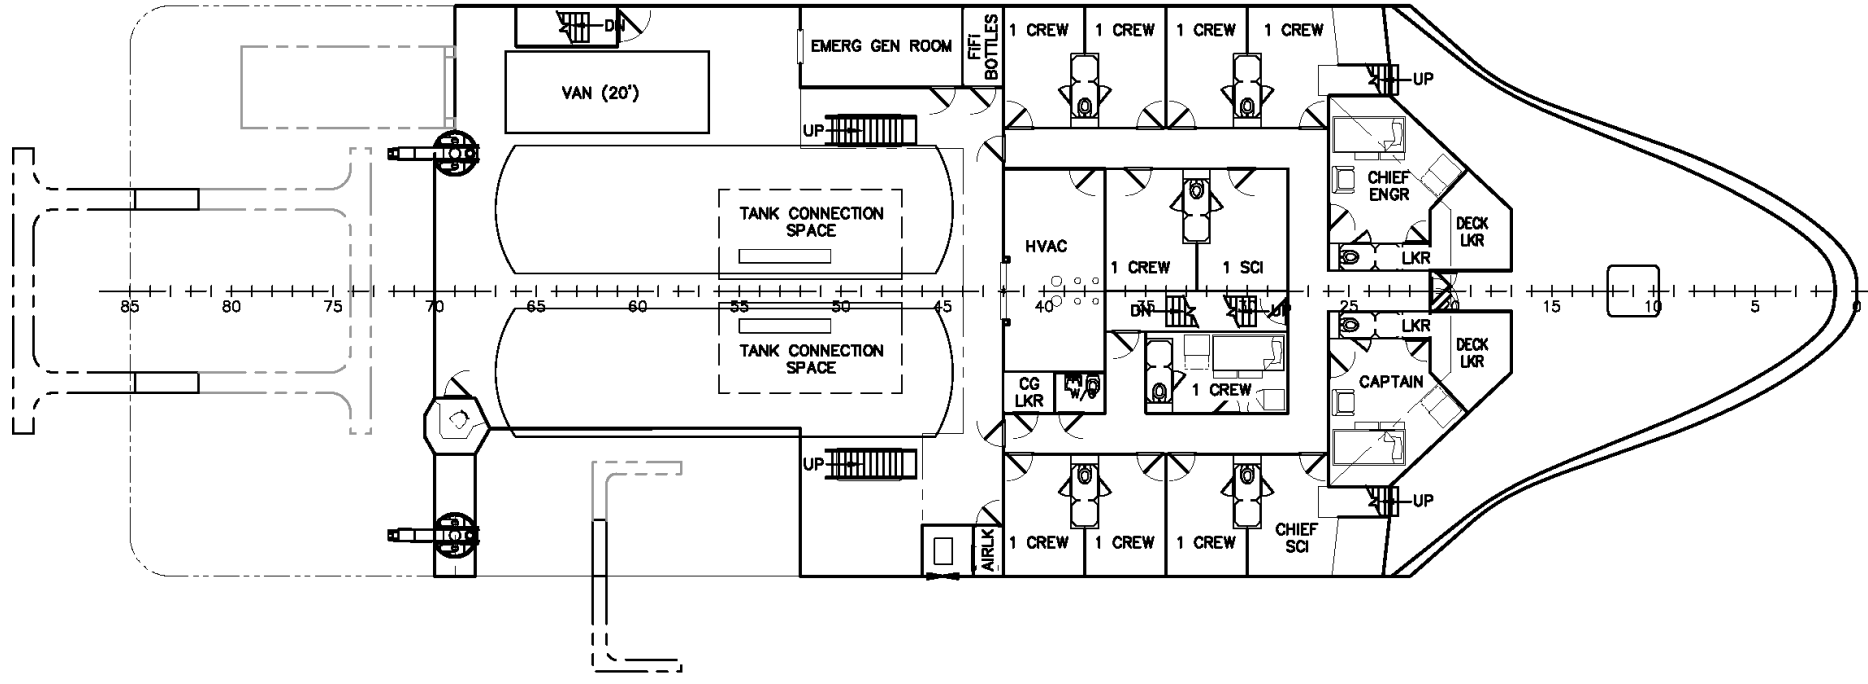 DN
EMERG GEN ROOM
FiFi
BOTTLES
1 CREW
1 CREW
1 CREW
1 CREW
VAN (20')
UP
UP
CHIEF
ENGR
TANK CONNECTION
SPACE
DECK
LKR
HVAC
LKR
1 CREW
1 SCI
85
80
75
70
65
60
55
50
45
40
35
30
25
20
15
10
5
0
DN
UP
LKR
TANK CONNECTION
SPACE
DECK
LKR
CG
LKR
W/C
1 CREW
CAPTAIN
UP
UP
AIRLK
1 CREW
1 CREW
1 CREW
CHIEF
SCI